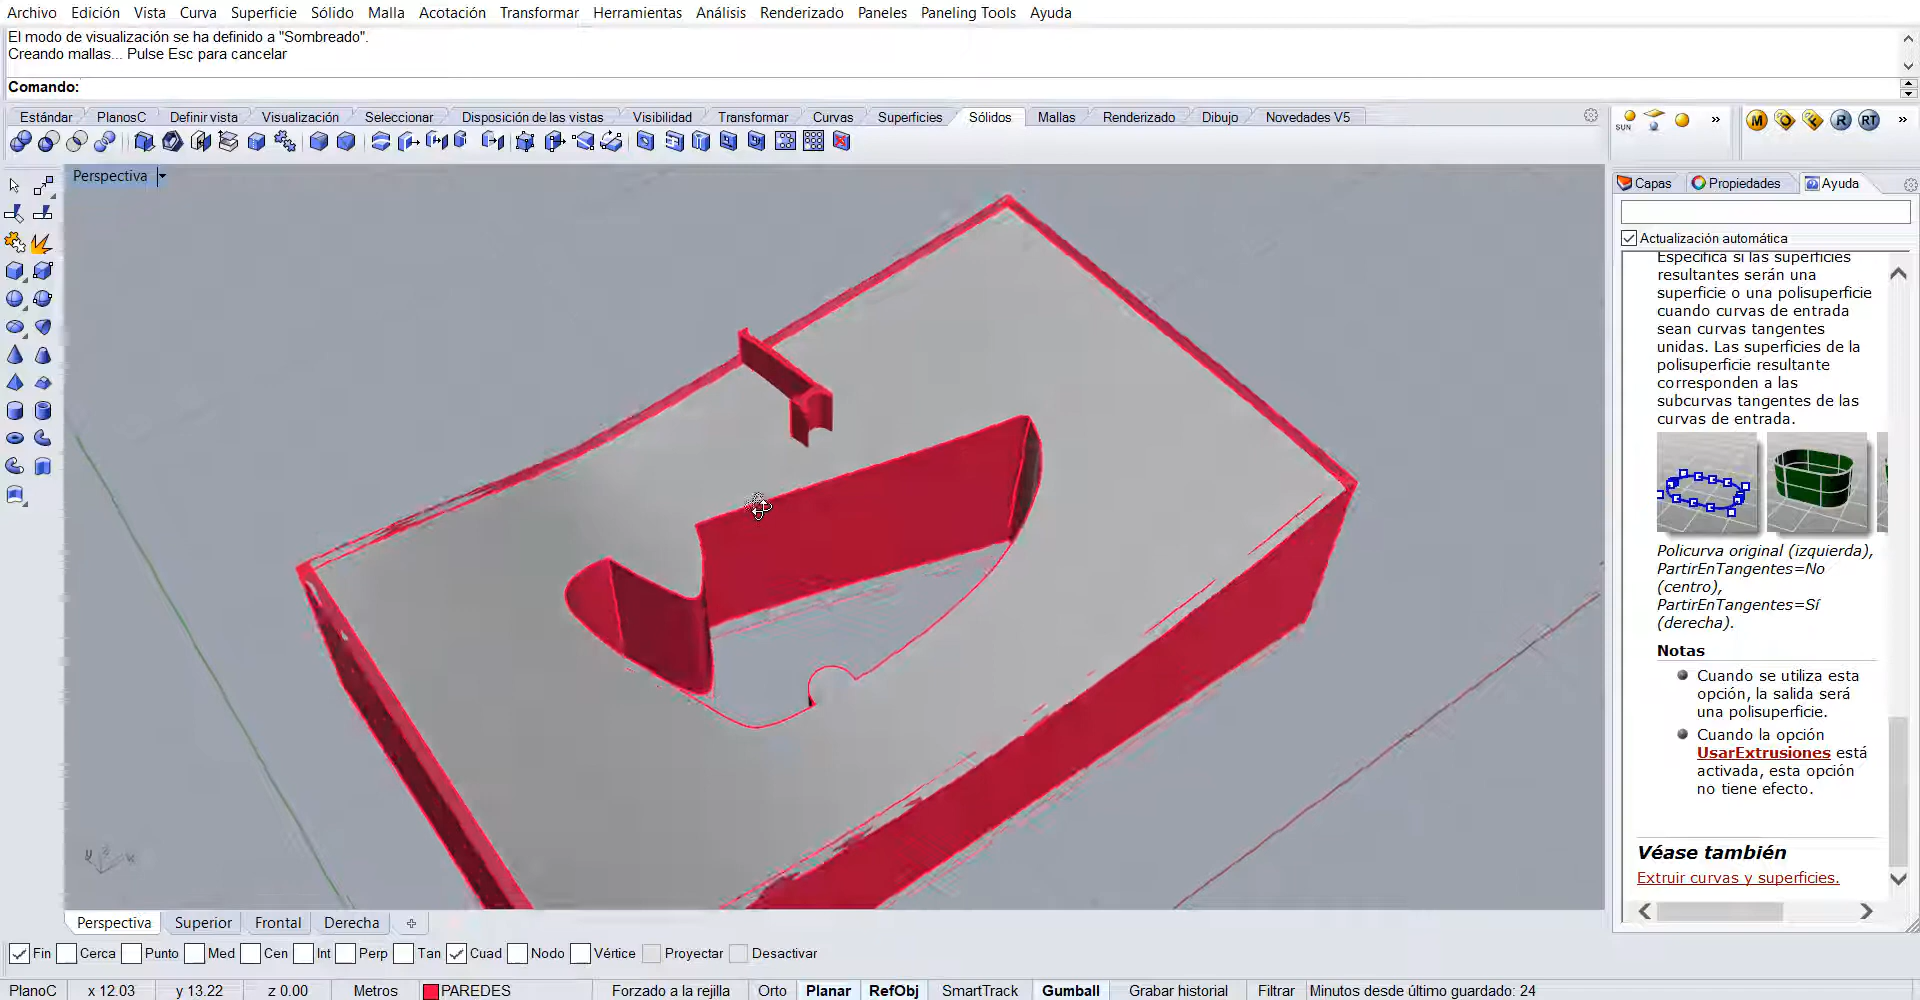 Archivo Edición Vista Curva Superficie Sólido Malla Acotación Transformar Herramientas Análisis Renderizado Paneles Paneling Tools Ayuda
El modo de visualización se ha definido a "Sombreado".
Creando mallas... Pulse Esc para cancelar
Comando:
Estándar PlanosC Definir vista Visualización Seleccionar Disposición de las vistas Visibilidad Transformar Curvas Superficies Sólidos Mallas Renderizado Dibujo Novedades V5
SUN » M O F R RT »
Perspectiva
Capas Propiedades Ayuda
Actualización automática
Especifica si las superficies
resultantes serán una
superficie o una polisuperficie
cuando curvas de entrada
sean curvas tangentes
unidas. Las superficies de la
polisuperficie resultante
corresponden a las
subcurvas tangentes de las
curvas de entrada.
Policurva original (izquierda),
PartirEnTangentes=No
(centro),
PartirEnTangentes=Sí
(derecha).
Notas
Cuando se utiliza esta
opción, la salida será
una polisuperficie.
Cuando la opción
UsarExtrusiones está
activada, esta opción
no tiene efecto.
Véase también
Extruir curvas y superficies.
Perspectiva Superior Frontal Derecha
Fin Cerca Punto Med Cen Int Perp Tan Cuad Nodo Vértice Proyectar Desactivar
PlanoC x 12.03 y 13.22 z 0.00 Metros PAREDES Forzado a la rejilla Orto Planar RefObj SmartTrack Gumball Grabar historial Filtrar Minutos desde último guardado: 24